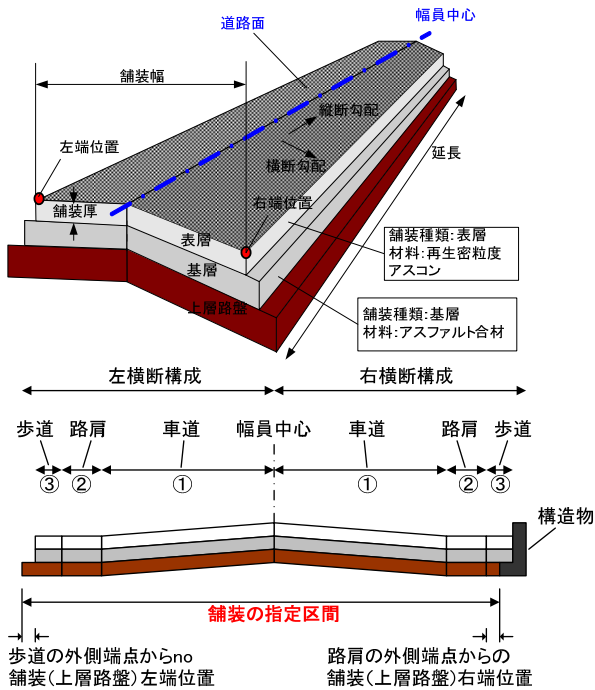 幅員中心
道路面
舗装幅
縦断勾配
左端位置
延長
横断勾配
右端位置
舗装厚
表層
舗装種類:表層
材料:再生密粒度
アスコン
基層
上層路盤
舗装種類:基層
材料:アスファルト合材
左横断構成
右横断構成
歩道
路肩
車道
幅員中心
車道
路肩
歩道
③
②
①
①
②
③
構造物
舗装の指定区間
歩道の外側端点からno
舗装(上層路盤)左端位置
路肩の外側端点からの
舗装(上層路盤)右端位置